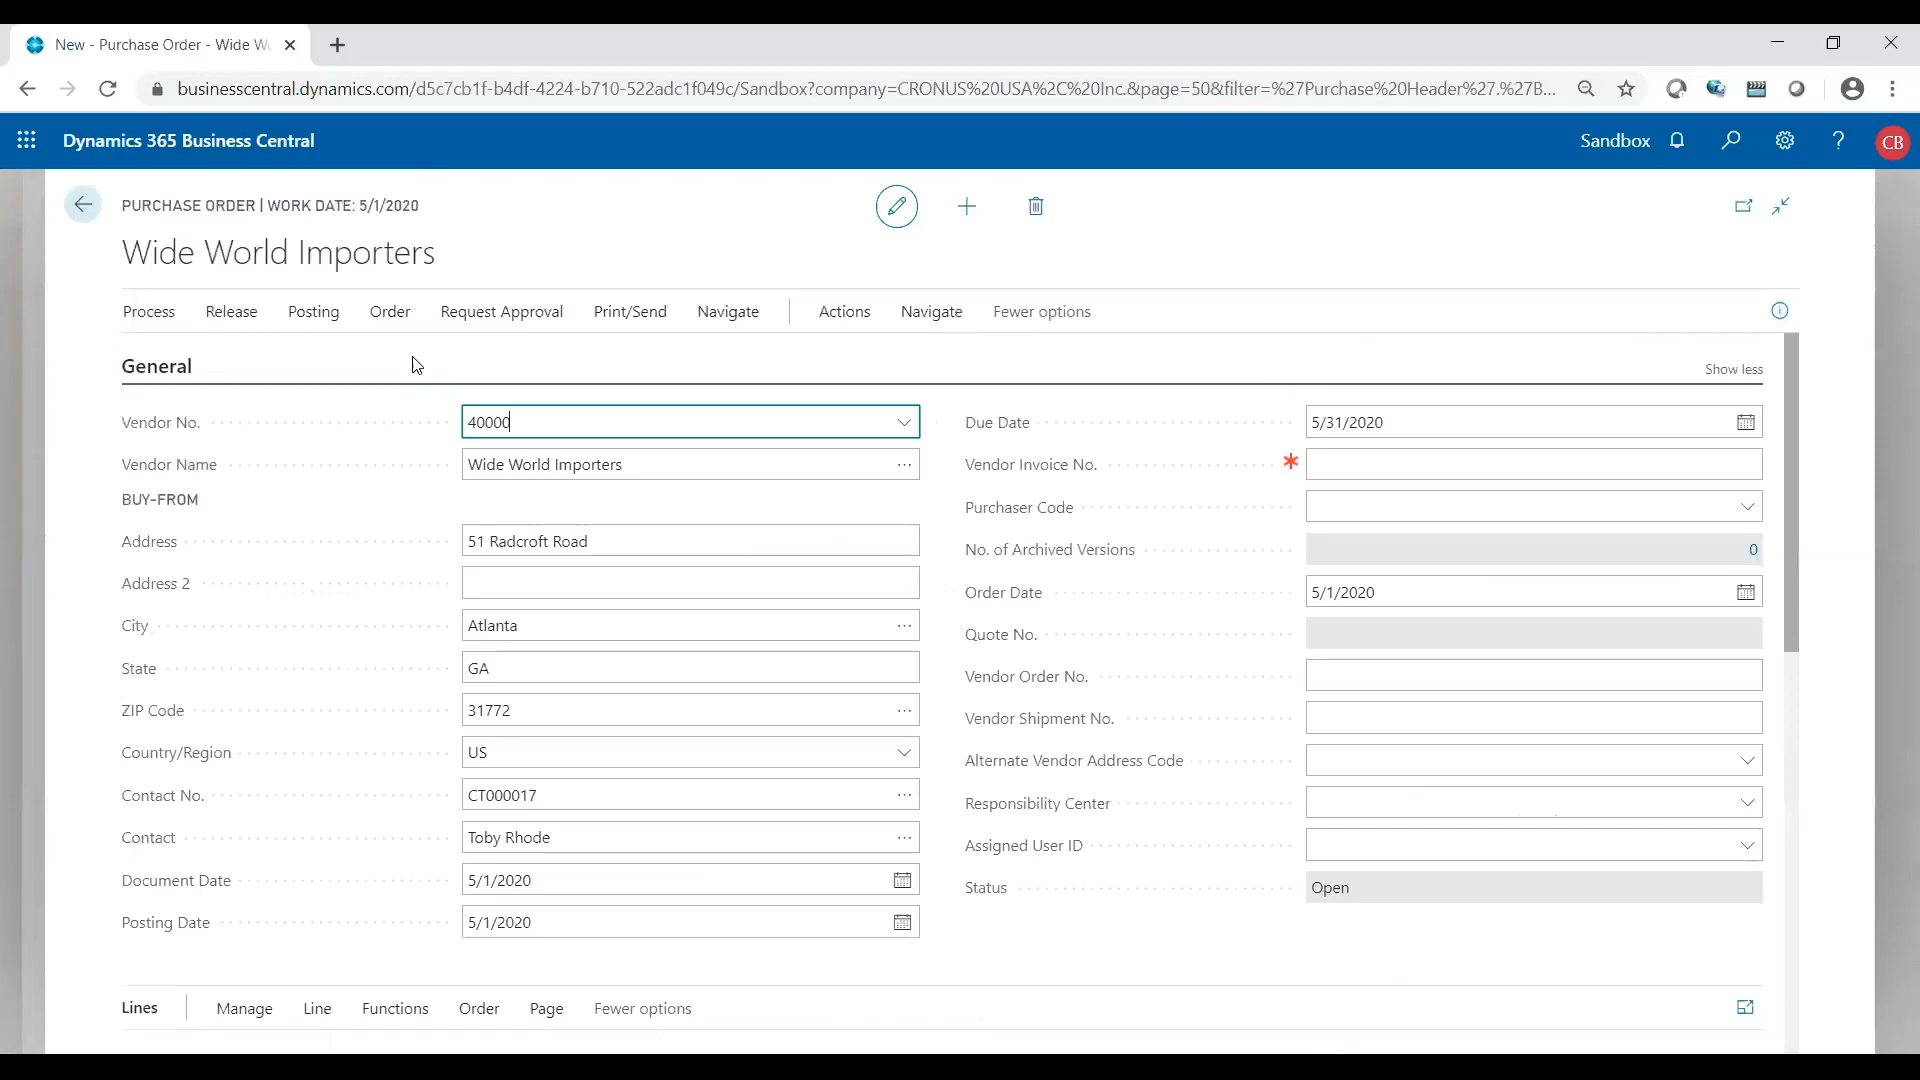 New - Purchase Order - Wide Wo
businesscentral.dynamics.com/d5c7cb1f-b4df-4224-b710-522adc1f049c/Sandbox?company=CRONUS%20USA%2C%20Inc.&page=50&filter=%27Purchase%20Header%27.%27B...
Dynamics 365 Business Central
Sandbox
?
CB
PURCHASE ORDER | WORK DATE: 5/1/2020
Wide World Importers
Process Release Posting Order Request Approval Print/Send Navigate Actions Navigate Fewer options
General
Show less
Vendor No. 40000
Vendor Name Wide World Importers
BUY-FROM
Address 51 Radcroft Road
Address 2
City Atlanta ...
State GA
ZIP Code 31772
Country/Region US
Contact No. CT000017
Contact Toby Rhode
Document Date 5/1/2020
Posting Date 5/1/2020
Due Date 5/31/2020
Vendor Invoice No. *
Purchaser Code
No. of Archived Versions 0
Order Date 5/1/2020
Quote No.
Vendor Order No.
Vendor Shipment No.
Alternate Vendor Address Code
Responsibility Center
Assigned User ID
Status Open
Lines Manage Line Functions Order Page Fewer options